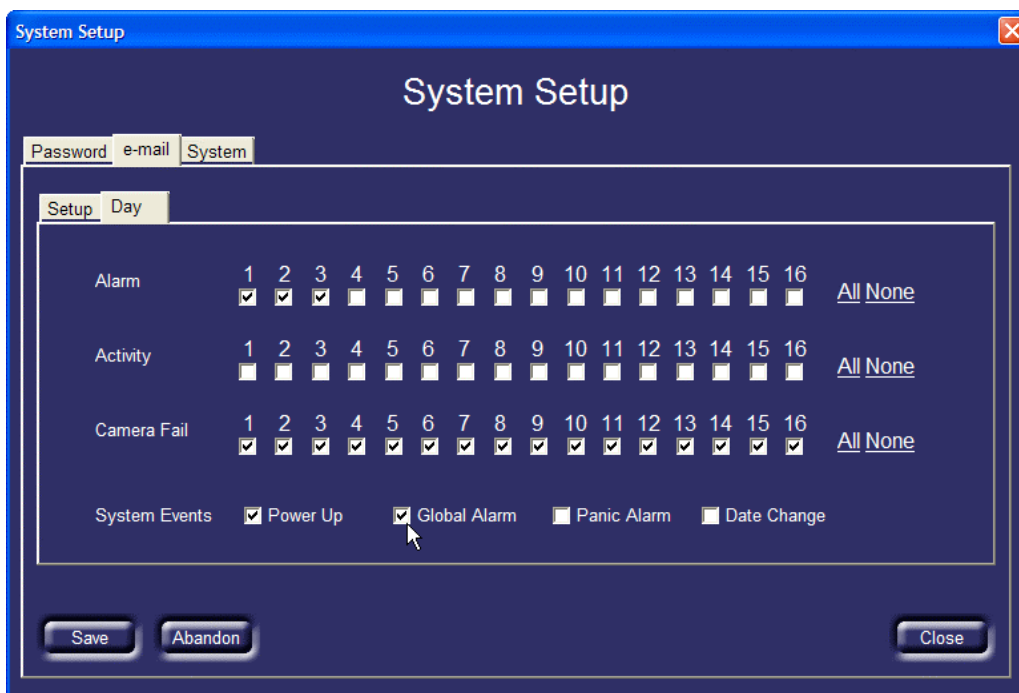 System Setup
System Setup
Password e-mail System
Setup Day
1 2 3 4 5 6 7 8 9 10 11 12 13 14 15 16
Alarm All None
1 2 3 4 5 6 7 8 9 10 11 12 13 14 15 16
Activity All None
1 2 3 4 5 6 7 8 9 10 11 12 13 14 15 16
Camera Fail All None
System Events Power Up Global Alarm Panic Alarm Date Change
Save Abandon Close